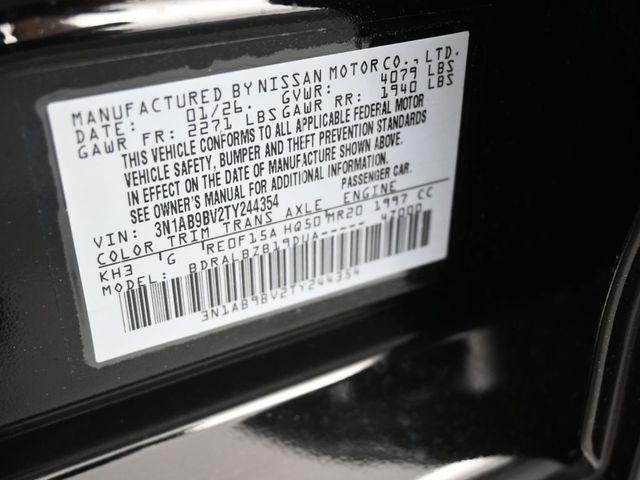 MANUFACTURED BY NISSAN MOTOR CO., LTD.
DATE: 01/26. GVWR: 4079 LBS
GAWR FR: 2271 LBS GAWR RR: 1940 LBS
THIS VEHICLE CONFORMS TO ALL APPLICABLE FEDERAL MOTOR
VEHICLE SAFETY, BUMPER AND THEFT PREVENTION STANDARDS
IN EFFECT ON THE DATE OF MANUFACTURE SHOWN ABOVE.
SEE OWNER'S MANUAL FOR ADDITIONAL INFORMATION.
VIN: 3N1AB9BV2TY244354 PASSENGER CAR.
COLOR TRIM TRANS AXLE ENGINE
KH3 G RE0F15A HQ50 MR20 1997 CC
MODEL: BDRALBZB19DUA----- 47000
3N1AB9BV2TY244354